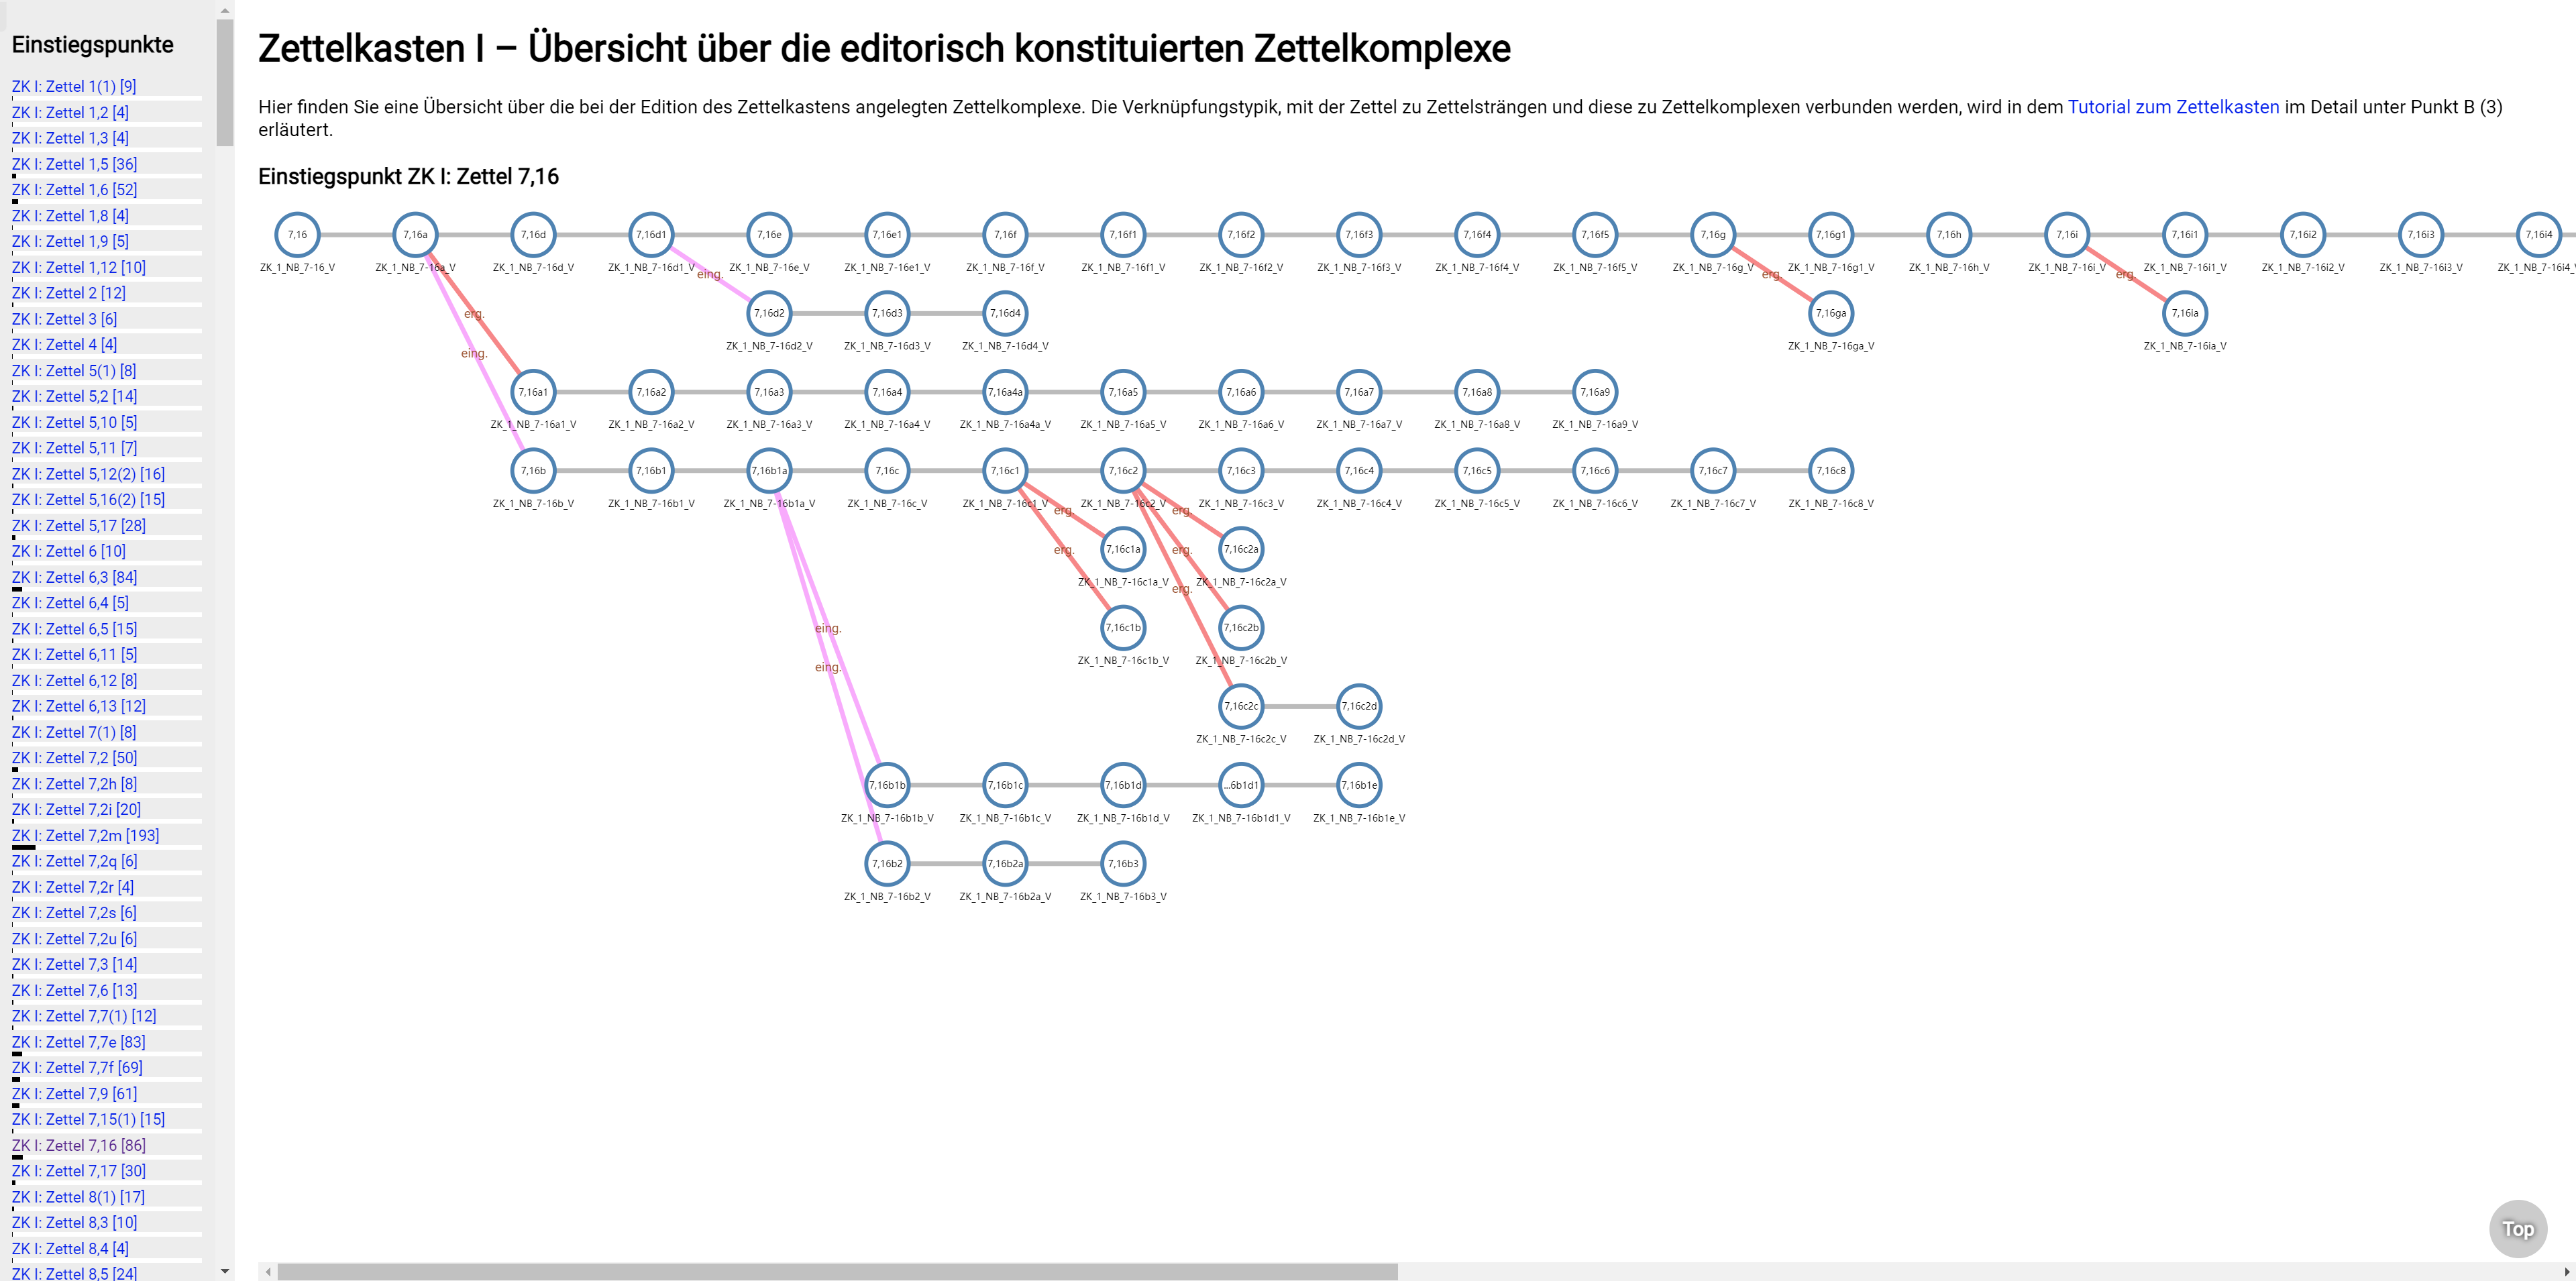 Einstiegspunkte
ZK I: Zettel 1(1) [9]
ZK I: Zettel 1,2 [4]
ZK I: Zettel 1,3 [4]
ZK I: Zettel 1,5 [36]
ZK I: Zettel 1,6 [52]
ZK I: Zettel 1,8 [4]
ZK I: Zettel 1,9 [5]
ZK I: Zettel 1,12 [10]
ZK I: Zettel 2 [12]
ZK I: Zettel 3 [6]
ZK I: Zettel 4 [4]
ZK I: Zettel 5(1) [8]
ZK I: Zettel 5,2 [14]
ZK I: Zettel 5,10 [5]
ZK I: Zettel 5,11 [7]
ZK I: Zettel 5,12(2) [16]
ZK I: Zettel 5,16(2) [15]
ZK I: Zettel 5,17 [28]
ZK I: Zettel 6 [10]
ZK I: Zettel 6,3 [84]
ZK I: Zettel 6,4 [5]
ZK I: Zettel 6,5 [15]
ZK I: Zettel 6,11 [5]
ZK I: Zettel 6,12 [8]
ZK I: Zettel 6,13 [12]
ZK I: Zettel 7(1) [8]
ZK I: Zettel 7,2 [50]
ZK I: Zettel 7,2h [8]
ZK I: Zettel 7,2i [20]
ZK I: Zettel 7,2m [193]
ZK I: Zettel 7,2q [6]
ZK I: Zettel 7,2r [4]
ZK I: Zettel 7,2s [6]
ZK I: Zettel 7,2u [6]
ZK I: Zettel 7,3 [14]
ZK I: Zettel 7,6 [13]
ZK I: Zettel 7,7(1) [12]
ZK I: Zettel 7,7e [83]
ZK I: Zettel 7,7f [69]
ZK I: Zettel 7,9 [61]
ZK I: Zettel 7,15(1) [15]
ZK I: Zettel 7,16 [86]
ZK I: Zettel 7,17 [30]
ZK I: Zettel 8(1) [17]
ZK I: Zettel 8,3 [10]
ZK I: Zettel 8,4 [4]
ZK I: Zettel 8,5 [24]
Zettelkasten I – Übersicht über die editorisch konstituierten Zettelkomplexe
Hier finden Sie eine Übersicht über die bei der Edition des Zettelkastens angelegten Zettelkomplexe. Die Verknüpfungstypik, mit der Zettel zu Zettelsträngen und diese zu Zettelkomplexen verbunden werden, wird in dem Tutorial zum Zettelkasten im Detail unter Punkt B (3)
erläutert.
Einstiegspunkt ZK I: Zettel 7,16
7,16 7,16a 7,16d 7,16d1 7,16e 7,16e1 7,16f 7,16f1 7,16f2 7,16f3 7,16f4 7,16f5 7,16g 7,16g1 7,16h 7,16i 7,16i1 7,16i2 7,16i3 7,16i4
ZK_1_NB_7-16_V ZK_1_NB_7-16a_V ZK_1_NB_7-16d_V ZK_1_NB_7-16d1_V ZK_1_NB_7-16e_V ZK_1_NB_7-16e1_V ZK_1_NB_7-16f_V ZK_1_NB_7-16f1_V ZK_1_NB_7-16f2_V ZK_1_NB_7-16f3_V ZK_1_NB_7-16f4_V ZK_1_NB_7-16f5_V ZK_1_NB_7-16g_V ZK_1_NB_7-16g1_V ZK_1_NB_7-16h_V ZK_1_NB_7-16i_V ZK_1_NB_7-16i1_V ZK_1_NB_7-16i2_V ZK_1_NB_7-16i3_V ZK_1_NB_7-16i4_
eing. erg. erg.
erg. 7,16d2 7,16d3 7,16d4 7,16ga 7,16ia
ZK_1_NB_7-16d2_V ZK_1_NB_7-16d3_V ZK_1_NB_7-16d4_V ZK_1_NB_7-16ga_V ZK_1_NB_7-16ia_V
eing.
7,16a1 7,16a2 7,16a3 7,16a4 7,16a4a 7,16a5 7,16a6 7,16a7 7,16a8 7,16a9
ZK_1_NB_7-16a1_V ZK_1_NB_7-16a2_V ZK_1_NB_7-16a3_V ZK_1_NB_7-16a4_V ZK_1_NB_7-16a4a_V ZK_1_NB_7-16a5_V ZK_1_NB_7-16a6_V ZK_1_NB_7-16a7_V ZK_1_NB_7-16a8_V ZK_1_NB_7-16a9_V
7,16b 7,16b1 7,16b1a 7,16c 7,16c1 7,16c2 7,16c3 7,16c4 7,16c5 7,16c6 7,16c7 7,16c8
ZK_1_NB_7-16b_V ZK_1_NB_7-16b1_V ZK_1_NB_7-16b1a_V ZK_1_NB_7-16c_V ZK_1_NB_7-16c1_V ZK_1_NB_7-16c2_V ZK_1_NB_7-16c3_V ZK_1_NB_7-16c4_V ZK_1_NB_7-16c5_V ZK_1_NB_7-16c6_V ZK_1_NB_7-16c7_V ZK_1_NB_7-16c8_V
erg. erg.
erg. 7,16c1a erg. 7,16c2a
ZK_1_NB_7-16c1a_V ZK_1_NB_7-16c2a_V
erg.
eing. 7,16c1b 7,16c2b
ZK_1_NB_7-16c1b_V ZK_1_NB_7-16c2b_V
eing.
7,16c2c 7,16c2d
ZK_1_NB_7-16c2c_V ZK_1_NB_7-16c2d_V
7,16b1b 7,16b1c 7,16b1d ...6b1d1 7,16b1e
ZK_1_NB_7-16b1b_V ZK_1_NB_7-16b1c_V ZK_1_NB_7-16b1d_V ZK_1_NB_7-16b1d1_V ZK_1_NB_7-16b1e_V
7,16b2 7,16b2a 7,16b3
ZK_1_NB_7-16b2_V ZK_1_NB_7-16b2a_V ZK_1_NB_7-16b3_V
Top